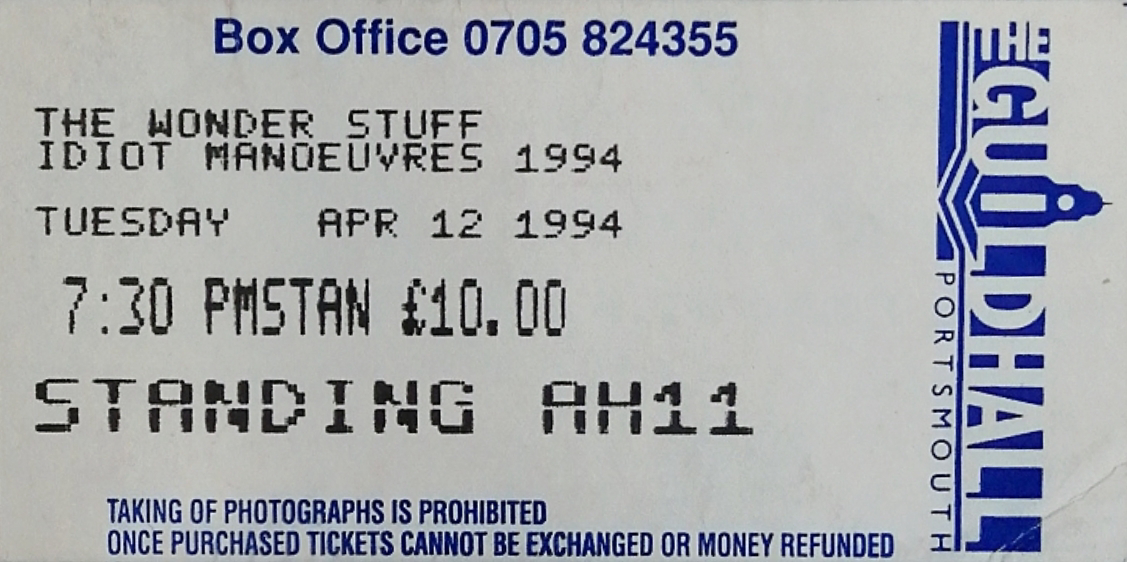 Box Office 0705 824355
THE WONDER STUFF
IDIOT MANOEUVRES 1994
TUESDAY APR 12 1994
7:30 PMSTAN £10.00
STANDING AH11
TAKING OF PHOTOGRAPHS IS PROHIBITED
ONCE PURCHASED TICKETS CANNOT BE EXCHANGED OR MONEY REFUNDED
THE GUILDHALL
PORTSMOUTH